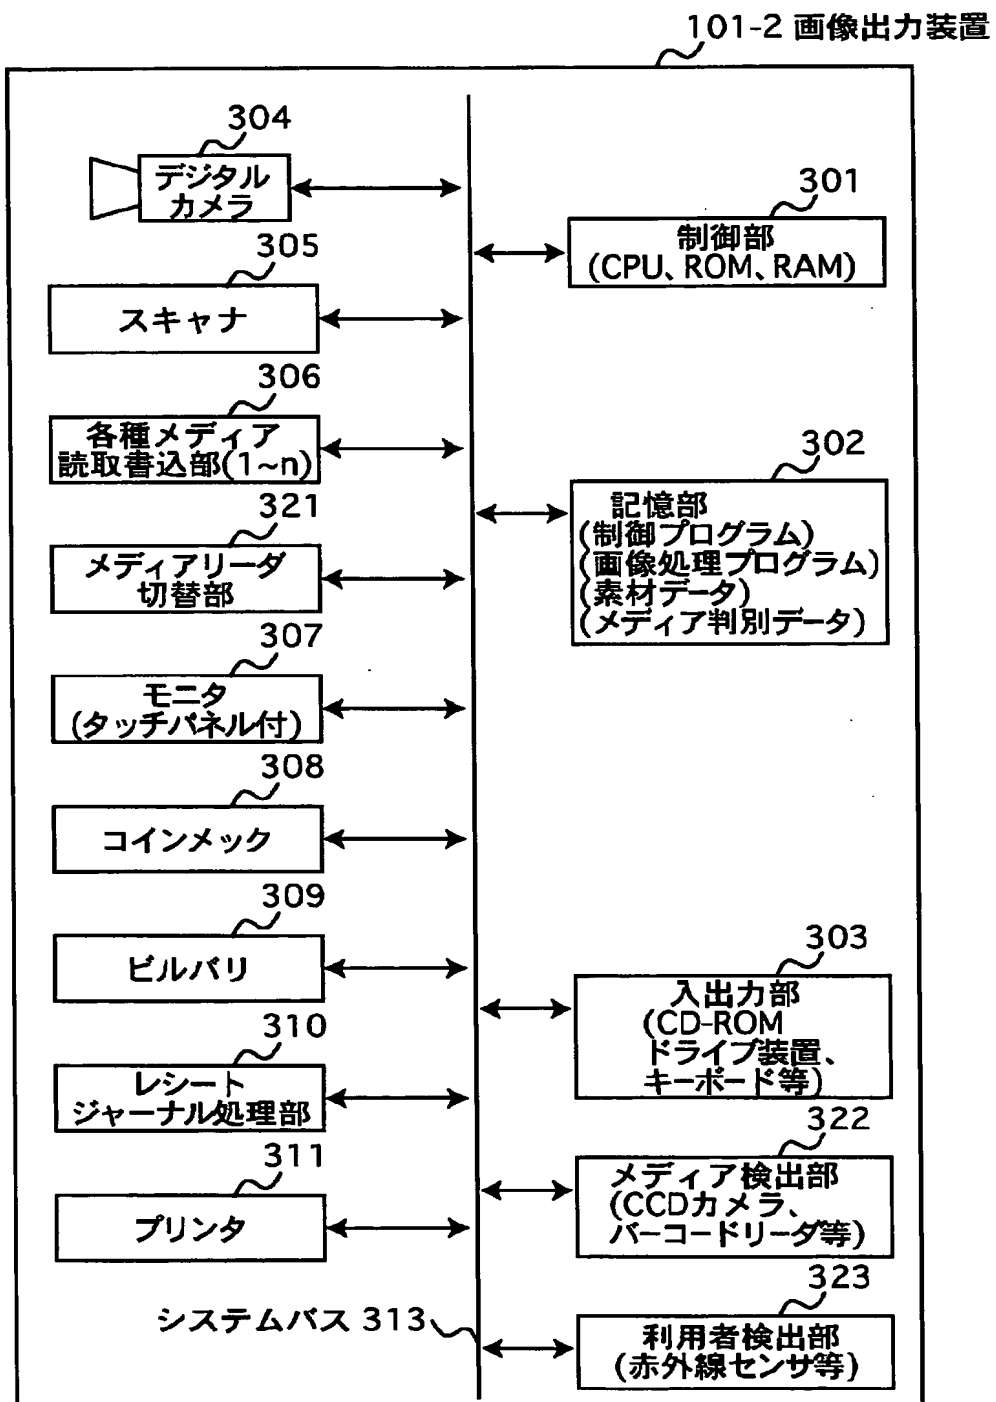 101-2 画像出力装置
304
デジタル
カメラ
305
スキャナ
306
各種メディア
読取書込部(1~n)
321
メディアリーダ
切替部
307
モニタ
(タッチパネル付)
308
コインメック
309
ビルバリ
310
レシート
ジャーナル処理部
311
プリンタ
システムバス 313
301
制御部
(CPU、ROM、RAM)
302
記憶部
(制御プログラム)
(画像処理プログラム)
(素材データ)
(メディア判別データ)
303
入出力部
(CD-ROM
ドライブ装置、
キーボード等)
322
メディア検出部
(CCDカメラ、
バーコードリーダ等)
323
利用者検出部
(赤外線センサ等)